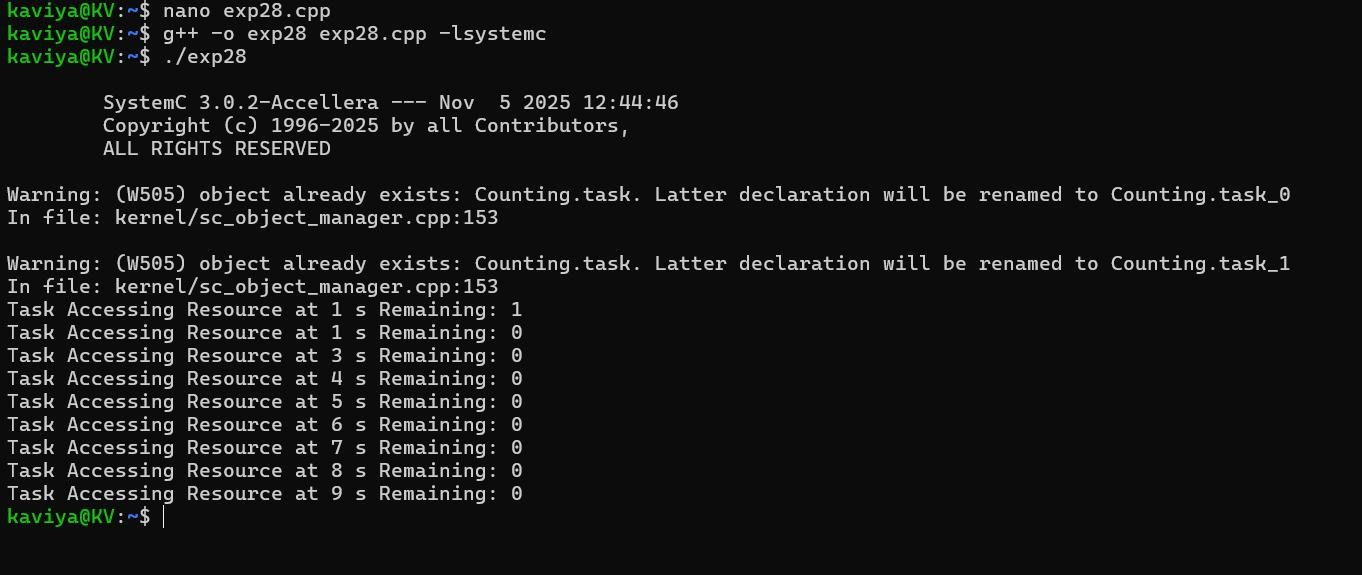 kaviya@KV:~$ nano exp28.cpp
kaviya@KV:~$ g++ -o exp28 exp28.cpp -lsystemc
kaviya@KV:~$ ./exp28
SystemC 3.0.2-Accellera --- Nov  5 2025 12:44:46
Copyright (c) 1996-2025 by all Contributors,
ALL RIGHTS RESERVED
Warning: (W505) object already exists: Counting.task. Latter declaration will be renamed to Counting.task_0
In file: kernel/sc_object_manager.cpp:153
Warning: (W505) object already exists: Counting.task. Latter declaration will be renamed to Counting.task_1
In file: kernel/sc_object_manager.cpp:153
Task Accessing Resource at 1 s Remaining: 1
Task Accessing Resource at 1 s Remaining: 0
Task Accessing Resource at 3 s Remaining: 0
Task Accessing Resource at 4 s Remaining: 0
Task Accessing Resource at 5 s Remaining: 0
Task Accessing Resource at 6 s Remaining: 0
Task Accessing Resource at 7 s Remaining: 0
Task Accessing Resource at 8 s Remaining: 0
Task Accessing Resource at 9 s Remaining: 0
kaviya@KV:~$